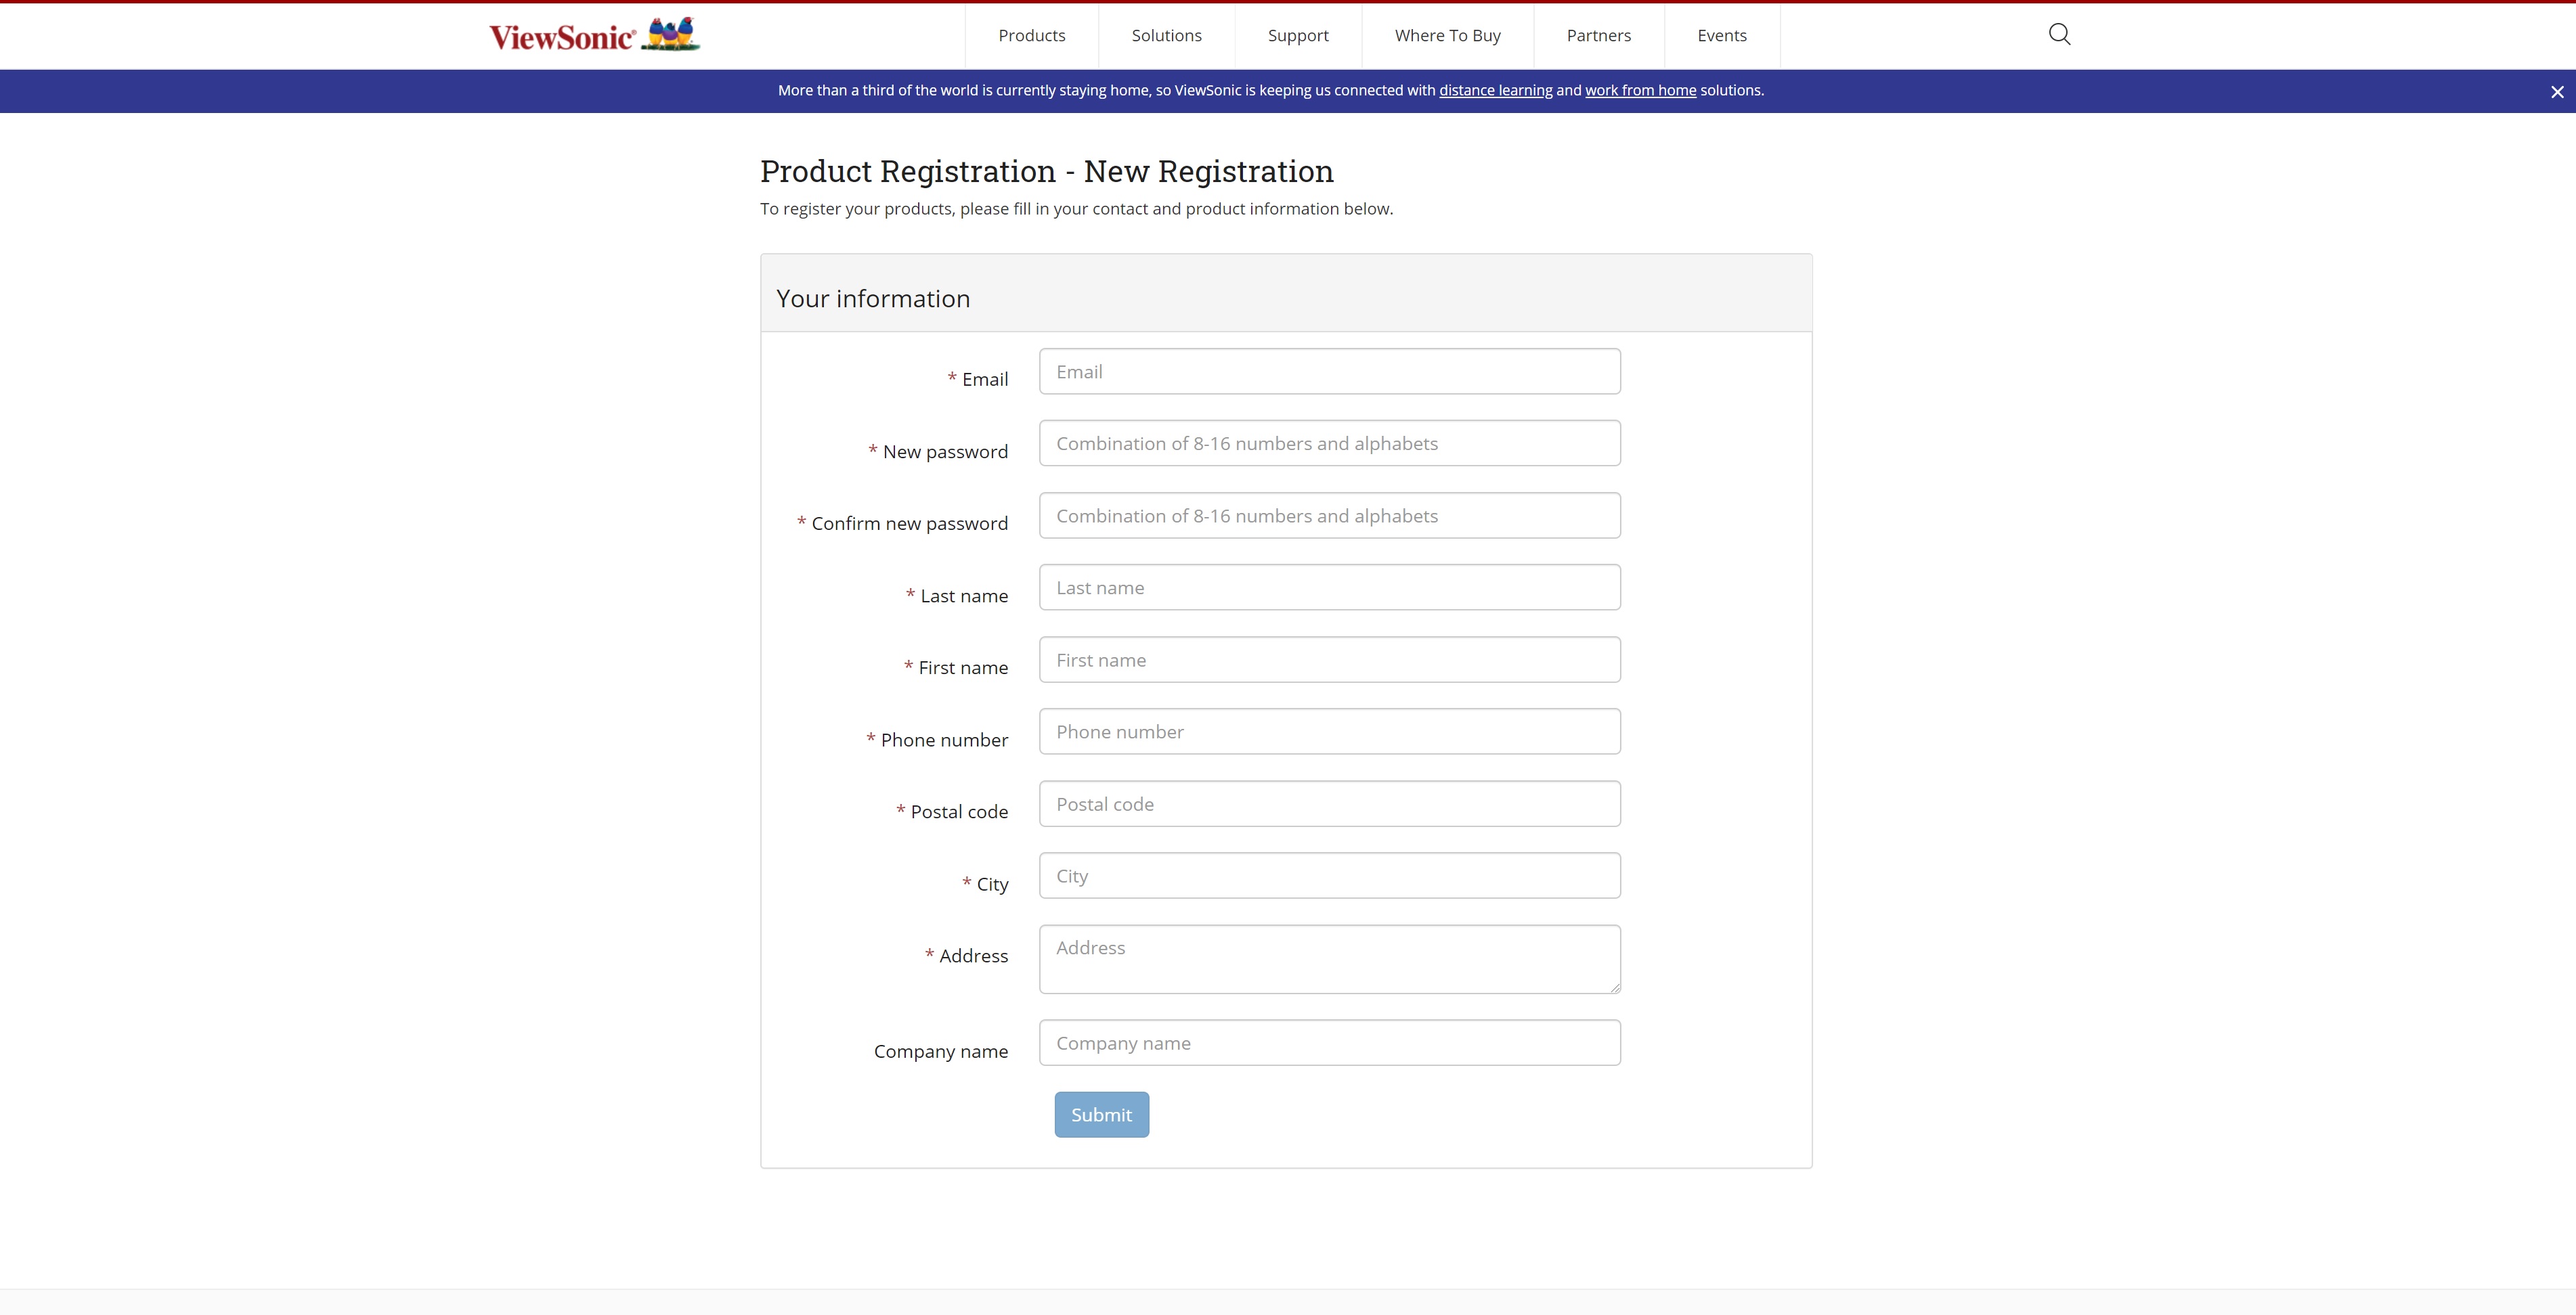 ViewSonic
Products
Solutions
Support
Where To Buy
Partners
Events
More than a third of the world is currently staying home, so ViewSonic is keeping us connected with distance learning and work from home solutions.
Product Registration - New Registration
To register your products, please fill in your contact and product information below.
Your information
* Email
Email
* New password
Combination of 8-16 numbers and alphabets
* Confirm new password
Combination of 8-16 numbers and alphabets
* Last name
Last name
* First name
First name
* Phone number
Phone number
* Postal code
Postal code
* City
City
* Address
Address
Company name
Company name
Submit